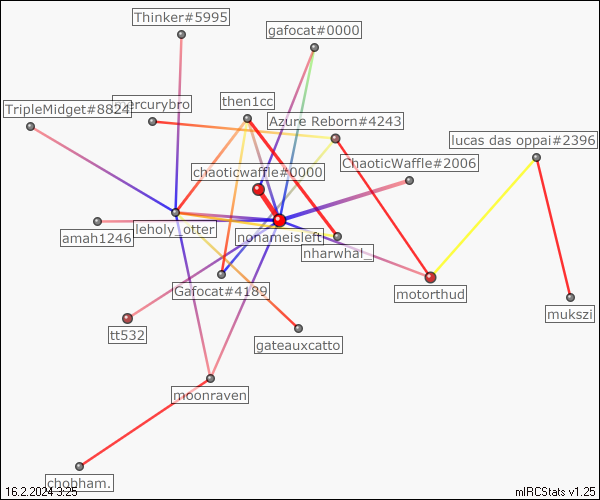 Thinker#5995
gafocat#0000
TripleMidget#8824
mercurybro
then1cc
Azure Reborn#4243
lucas das oppai#2396
chaoticwaffle#0000
ChaoticWaffle#2006
amah1246
leholy_otter
nonameisleft
nharwhal_
Gafocat#4189
motorthud
mukszi
tt532
gateauxcatto
moonraven
chobham.
16.2.2024 3:25
mIRCStats v1.25